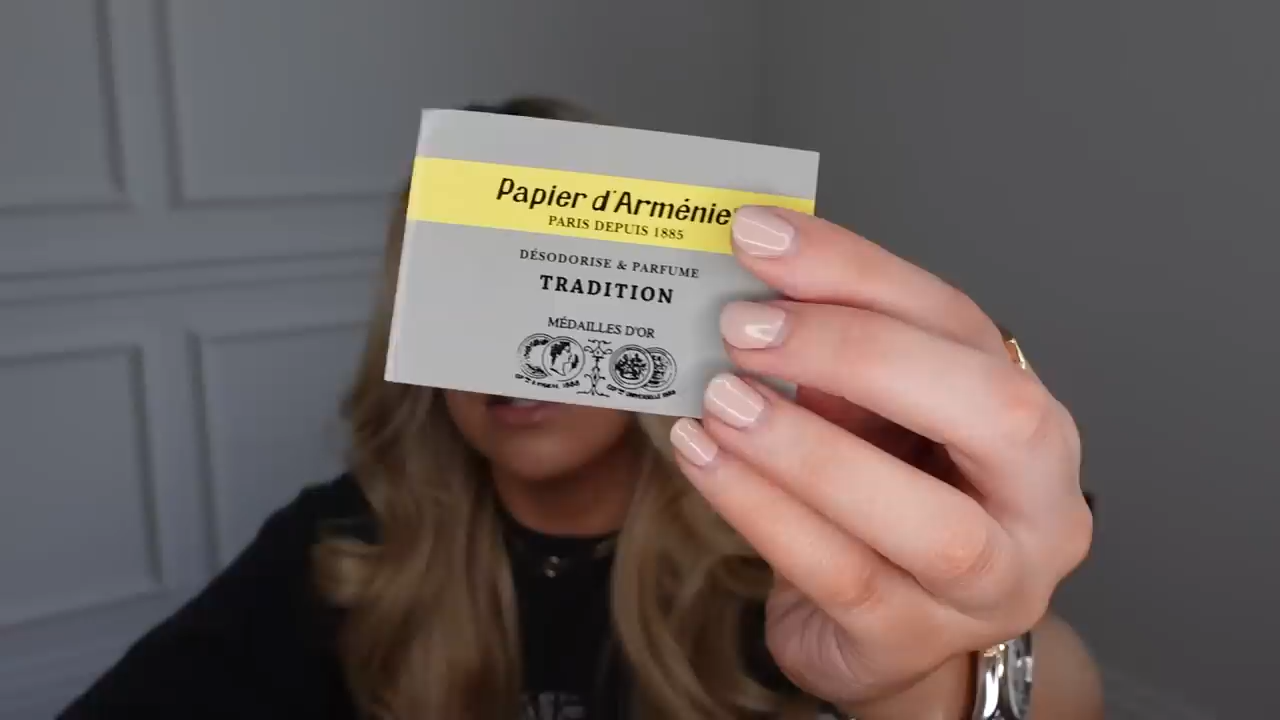 Papier d'Arménie
PARIS DEPUIS 1885
DÉSODORISE & PARFUME
TRADITION
MÉDAILLES D'OR